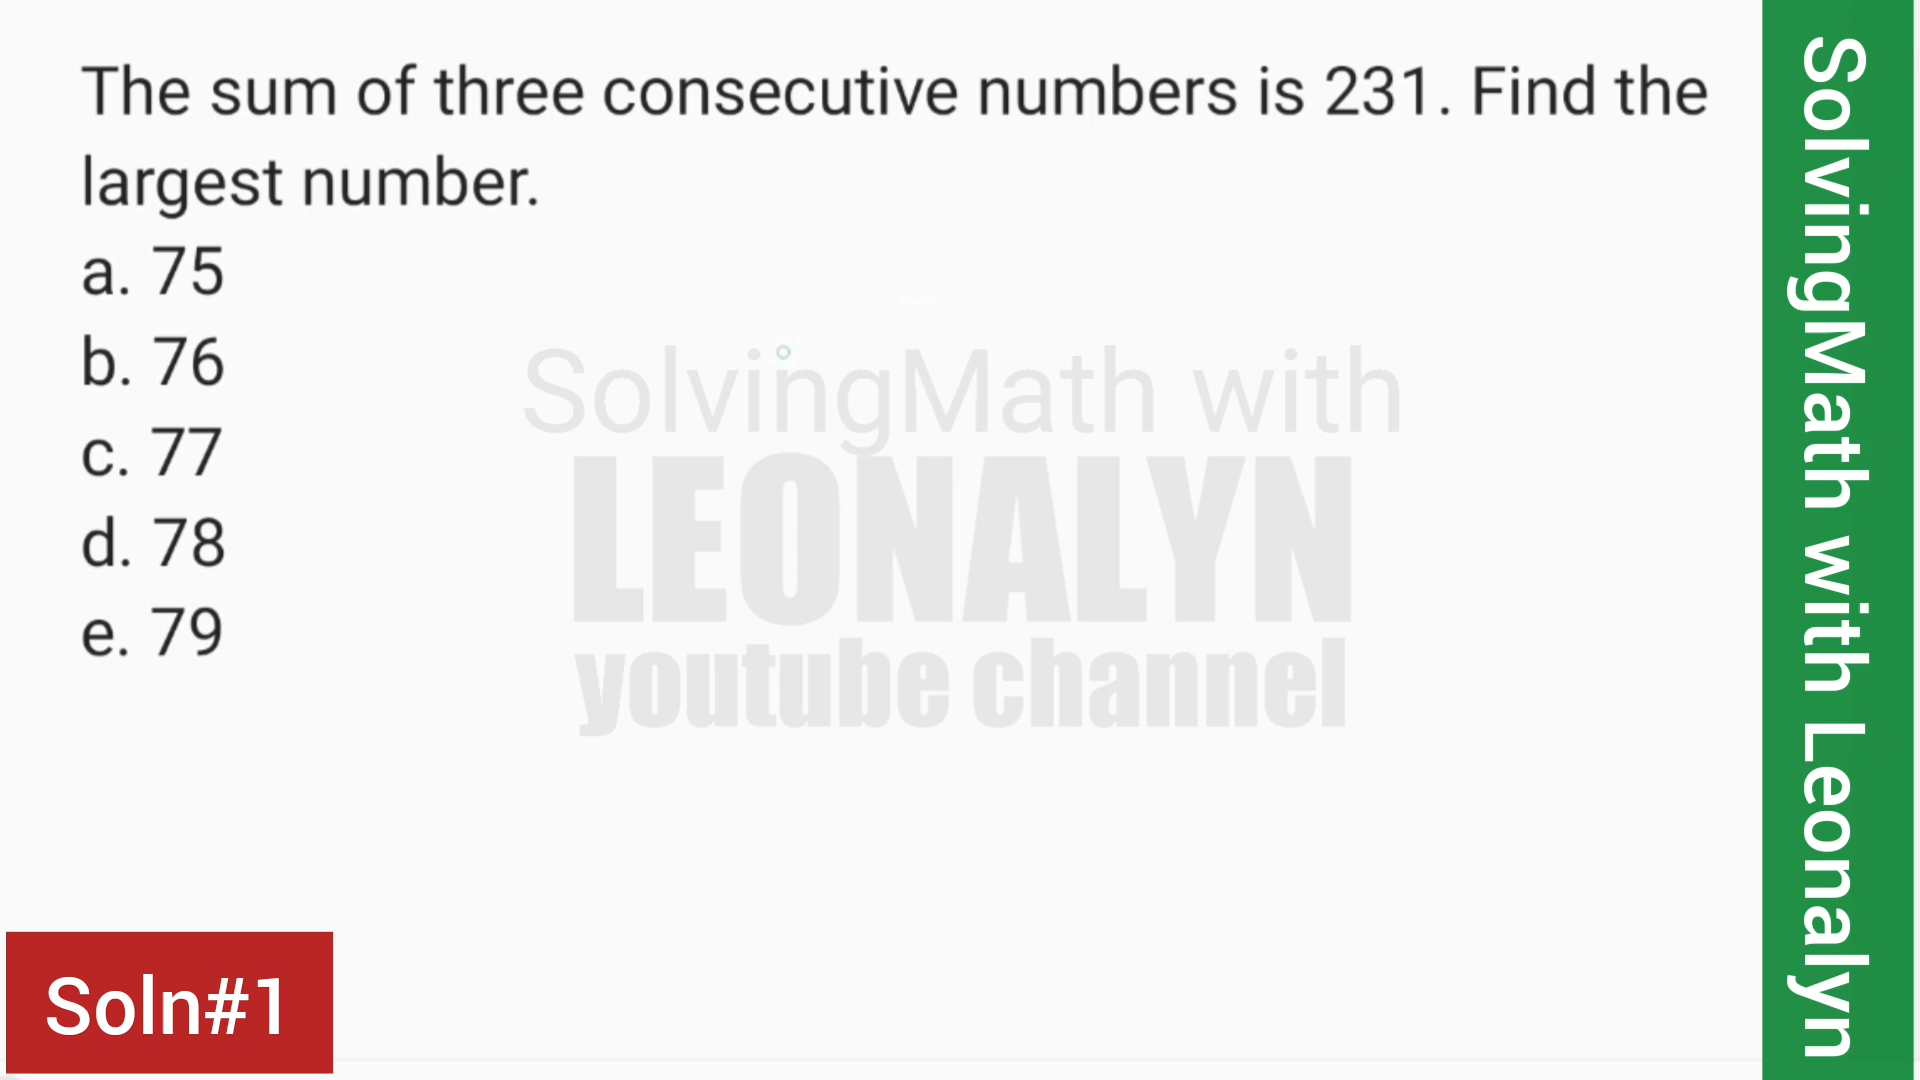 The sum of three consecutive numbers is 231. Find the
largest number.
a. 75
b. 76
c. 77
d. 78
e. 79
SolvingMath with
LEONALYN
youtube channel
Soln#1
SolvingMath with Leonalyn